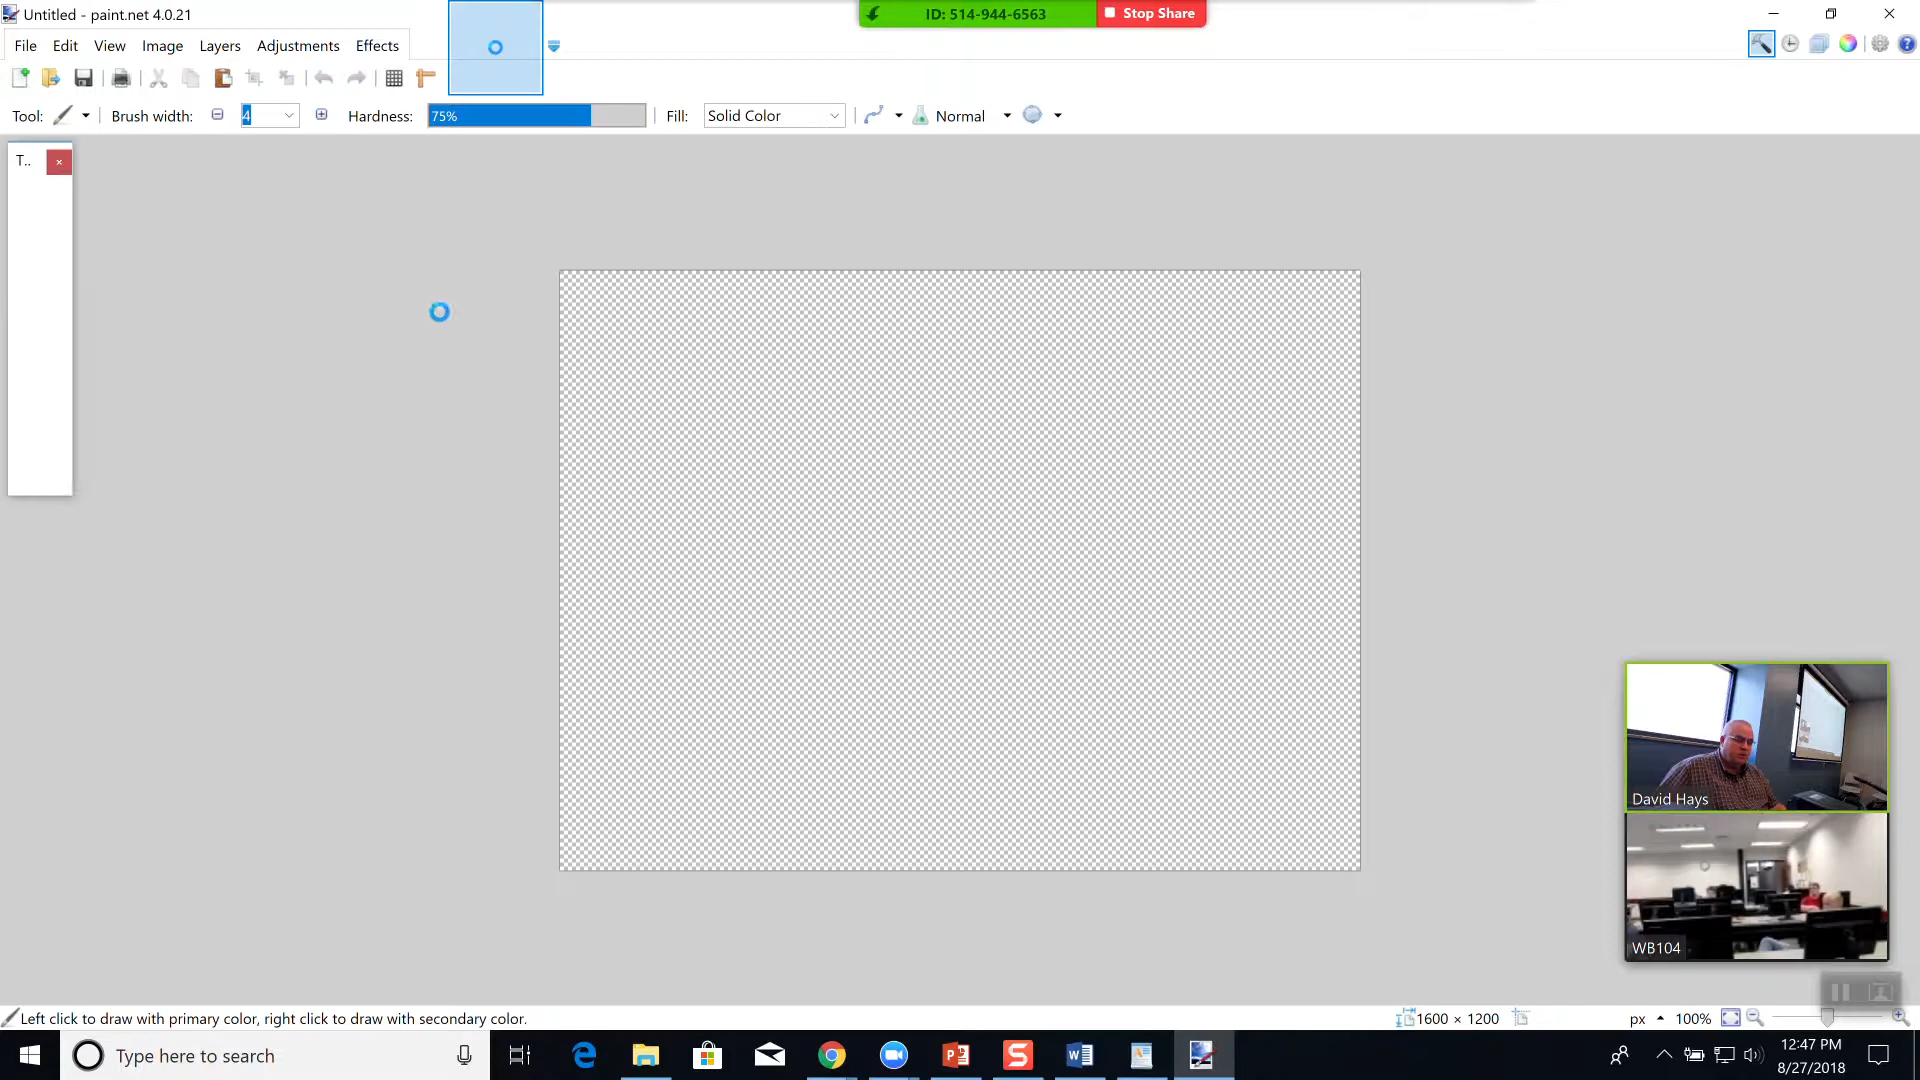 Untitled - paint.net 4.0.21
ID: 514-944-6563
Stop Share
File Edit View Image Layers Adjustments Effects
Tool: Brush width: 4 Hardness: 75% Fill: Solid Color Normal
T..
David Hays
WB104
Left click to draw with primary color, right click to draw with secondary color.
1600 × 1200
px 100%
Type here to search
12:47 PM
8/27/2018